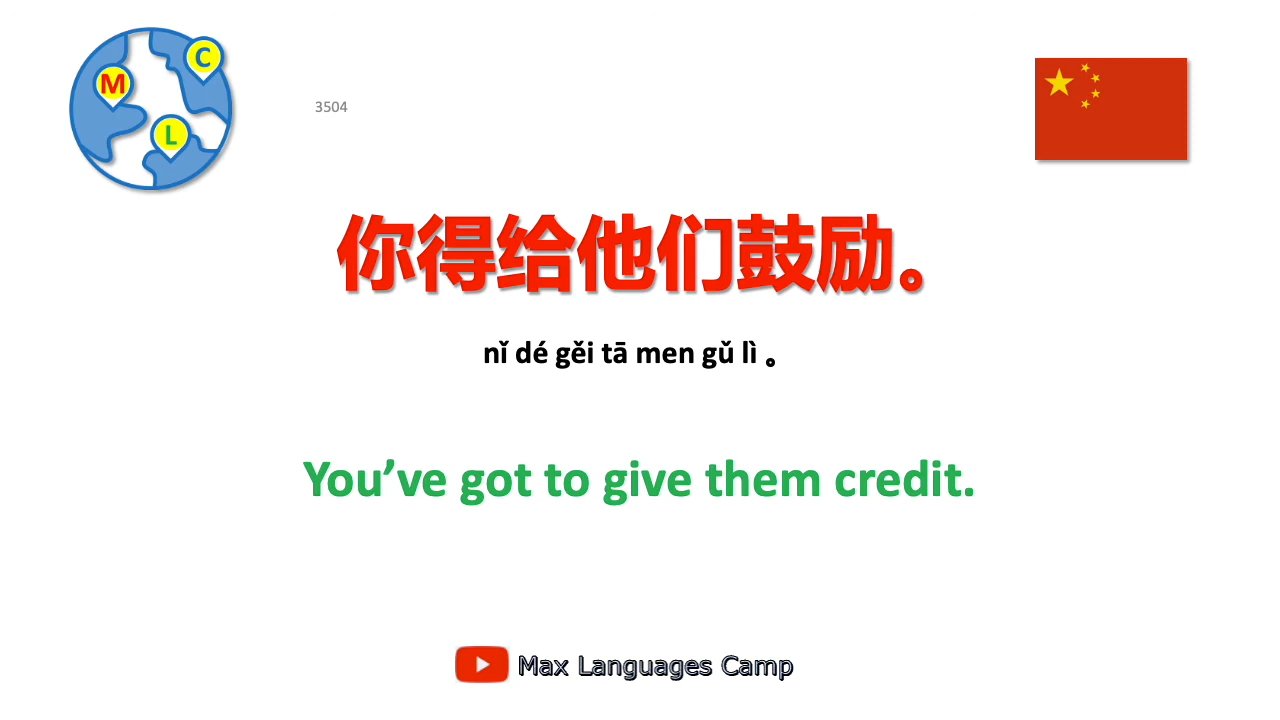 M
C
L
3504
你得给他们鼓励。
nǐ dé gěi tā men gǔ lì 。
You’ve got to give them credit.
Max Languages Camp